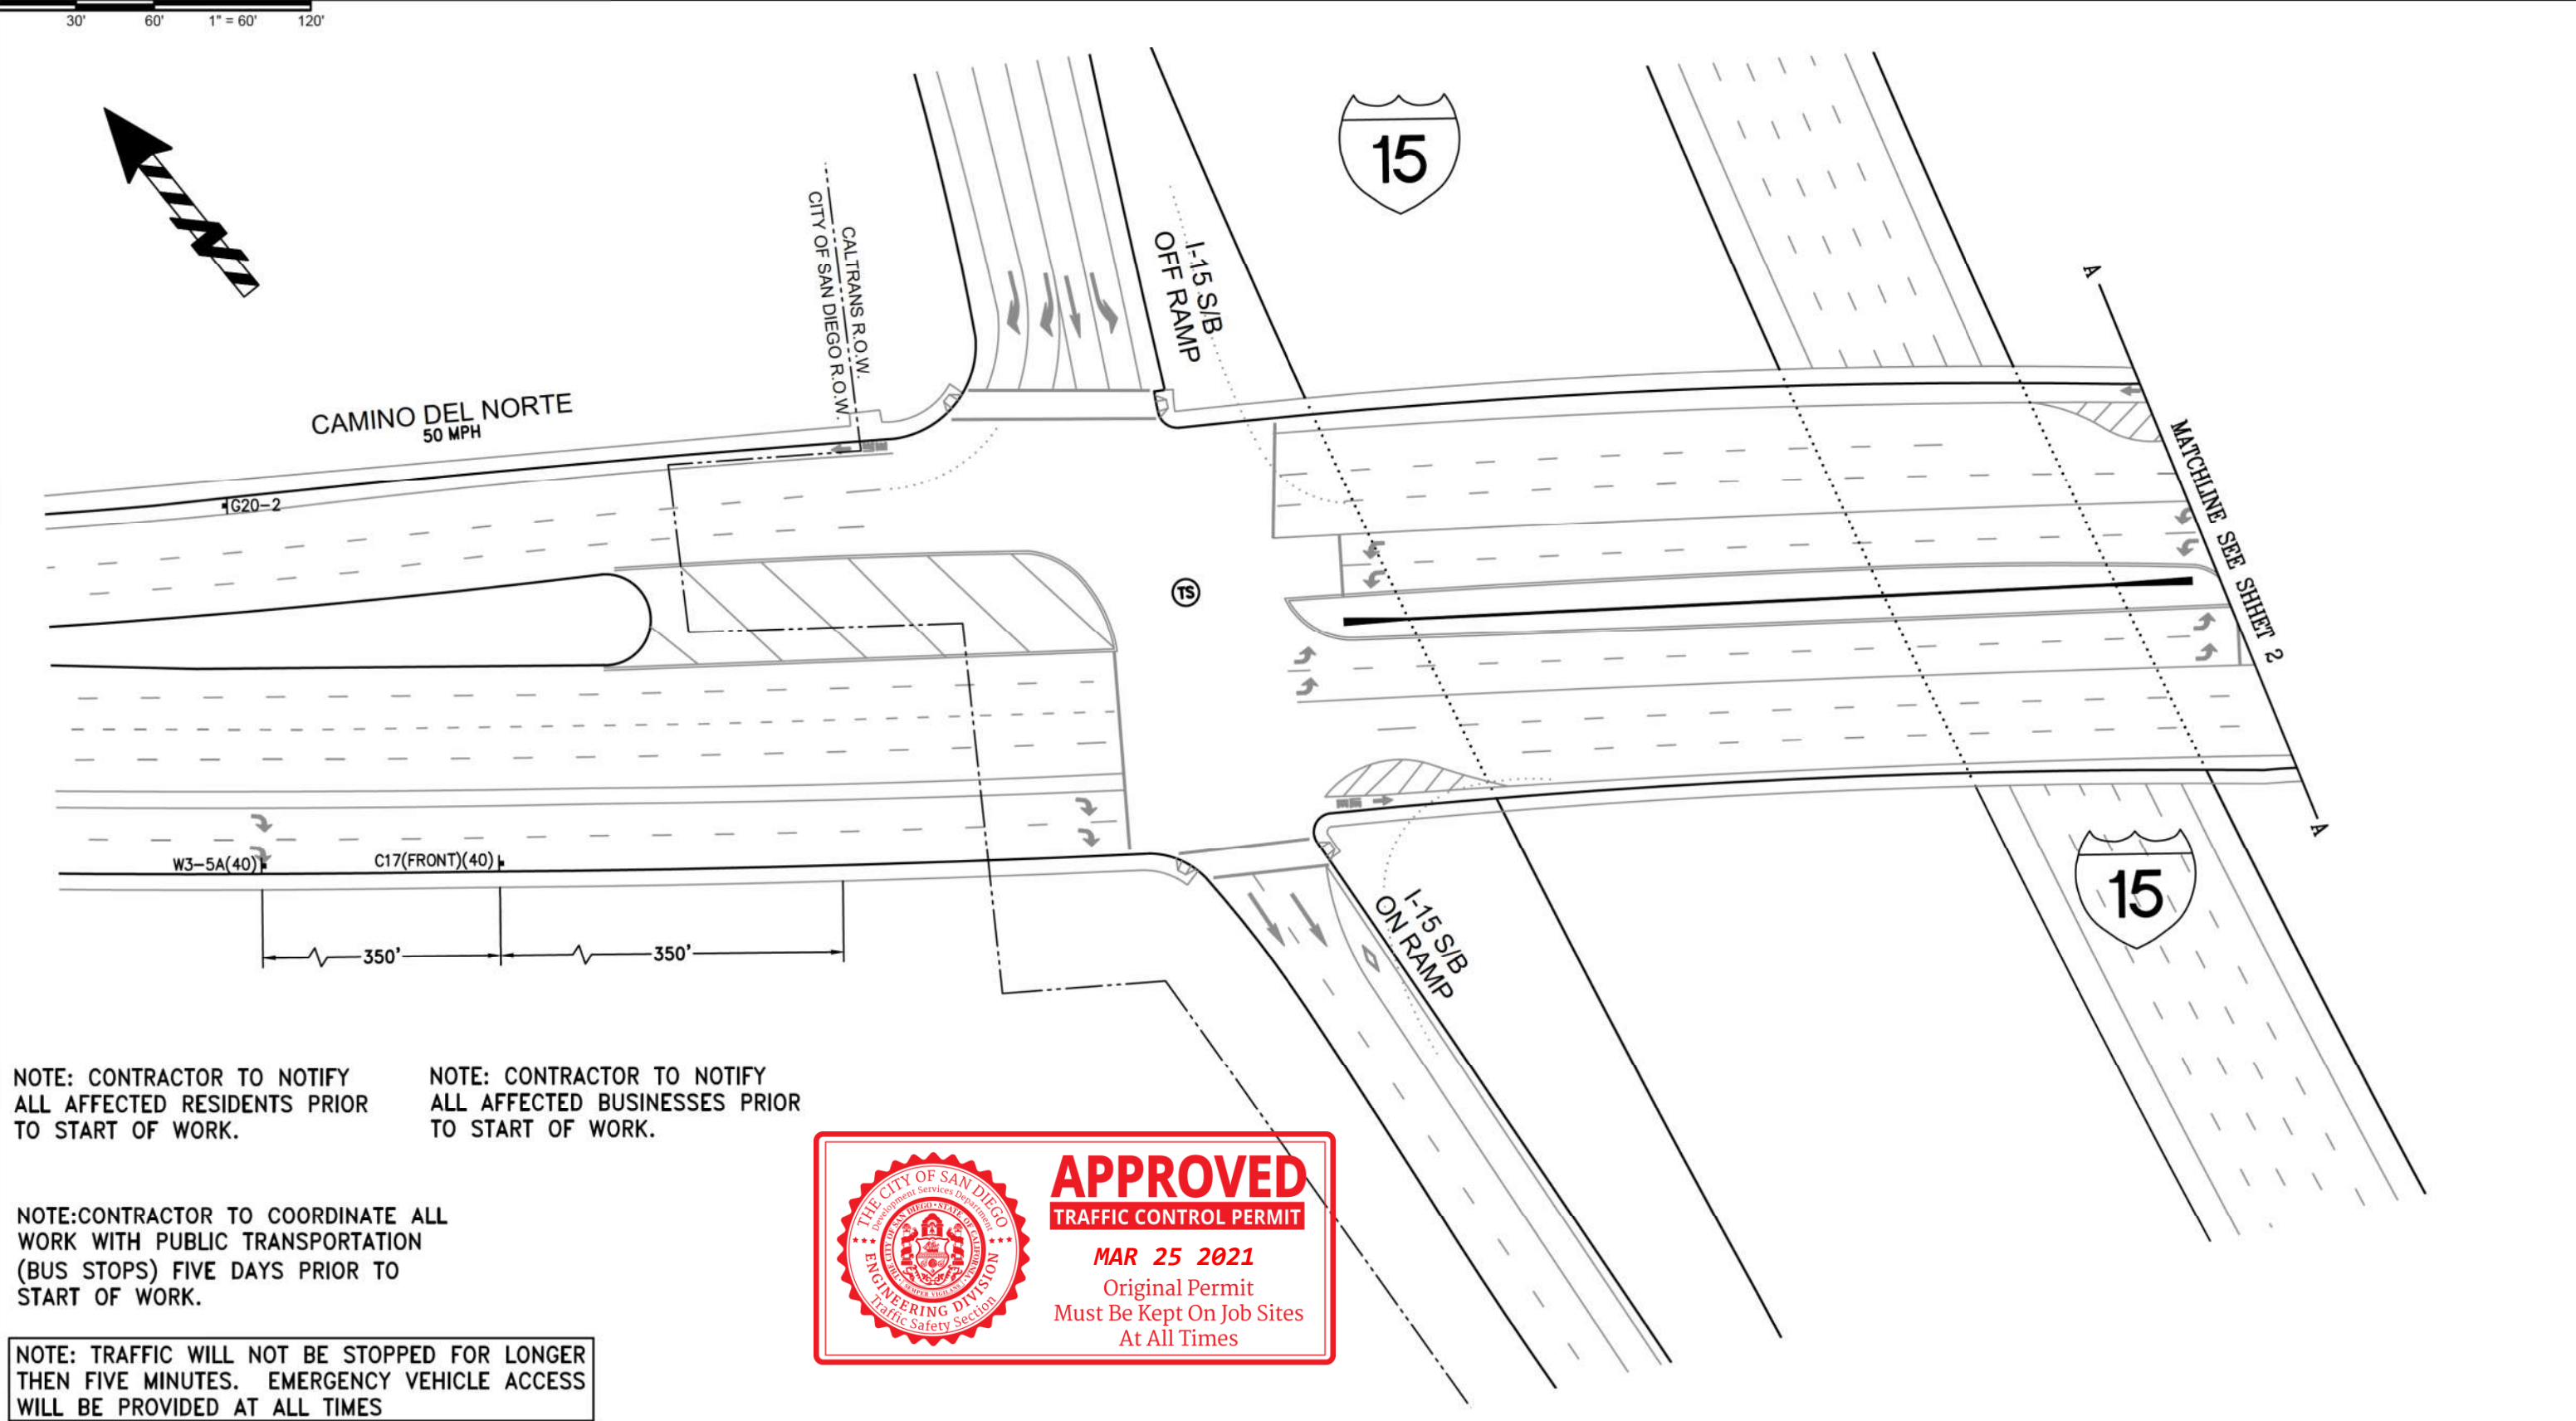 30' 60' 1" = 60' 120'
15
CALTRANS R.O.W.
CITY OF SAN DIEGO R.O.W.
I-15 S/B
OFF RAMP
A
CAMINO DEL NORTE
50 MPH
G20-2
MATCHLINE SEE SHHET 2
TS
W3-5A(40)
C17(FRONT)(40)
A
15
I-15 S/B
ON RAMP
350'
350'
NOTE: CONTRACTOR TO NOTIFY
ALL AFFECTED RESIDENTS PRIOR
TO START OF WORK.
NOTE: CONTRACTOR TO NOTIFY
ALL AFFECTED BUSINESSES PRIOR
TO START OF WORK.
NOTE:CONTRACTOR TO COORDINATE ALL
WORK WITH PUBLIC TRANSPORTATION
(BUS STOPS) FIVE DAYS PRIOR TO
START OF WORK.
NOTE: TRAFFIC WILL NOT BE STOPPED FOR LONGER
THEN FIVE MINUTES. EMERGENCY VEHICLE ACCESS
WILL BE PROVIDED AT ALL TIMES
THE CITY OF SAN DIEGO
Development Services Department
ENGINEERING DIVISION
Traffic Safety Section
APPROVED
TRAFFIC CONTROL PERMIT
MAR 25 2021
Original Permit
Must Be Kept On Job Sites
At All Times